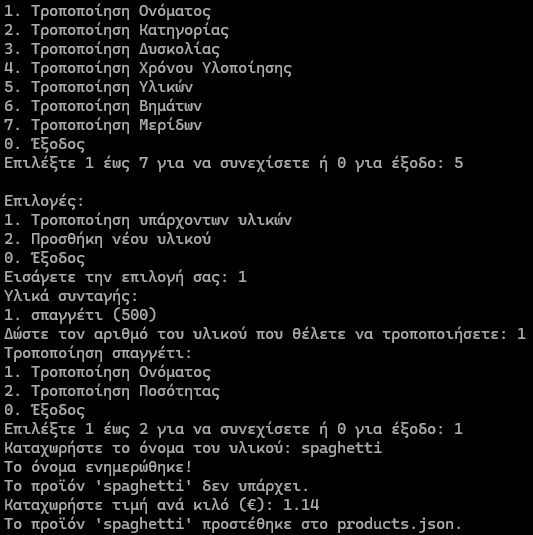 1. Τροποποίηση Ονόματος
2. Τροποποίηση Κατηγορίας
3. Τροποποίηση Δυσκολίας
4. Τροποποίηση Χρόνου Υλοποίησης
5. Τροποποίηση Υλικών
6. Τροποποίηση Βημάτων
7. Τροποποίηση Μερίδων
0. Έξοδος
Επιλέξτε 1 έως 7 για να συνεχίσετε ή 0 για έξοδο: 5
Επιλογές:
1. Τροποποίηση υπάρχοντων υλικών
2. Προσθήκη νέου υλικού
0. Έξοδος
Εισάγετε την επιλογή σας: 1
Υλικά συνταγής:
1. σπαγγέτι (500)
Δώστε τον αριθμό του υλικού που θέλετε να τροποποιήσετε: 1
Τροποποίηση σπαγγέτι:
1. Τροποποίηση Ονόματος
2. Τροποποίηση Ποσότητας
0. Έξοδος
Επιλέξτε 1 έως 2 για να συνεχίσετε ή 0 για έξοδο: 1
Καταχωρήστε το όνομα του υλικού: spaghetti
Το όνομα ενημερώθηκε!
Το προϊόν 'spaghetti' δεν υπάρχει.
Καταχωρήστε τιμή ανά κιλό (€): 1.14
Το προϊόν 'spaghetti' προστέθηκε στο products.json.